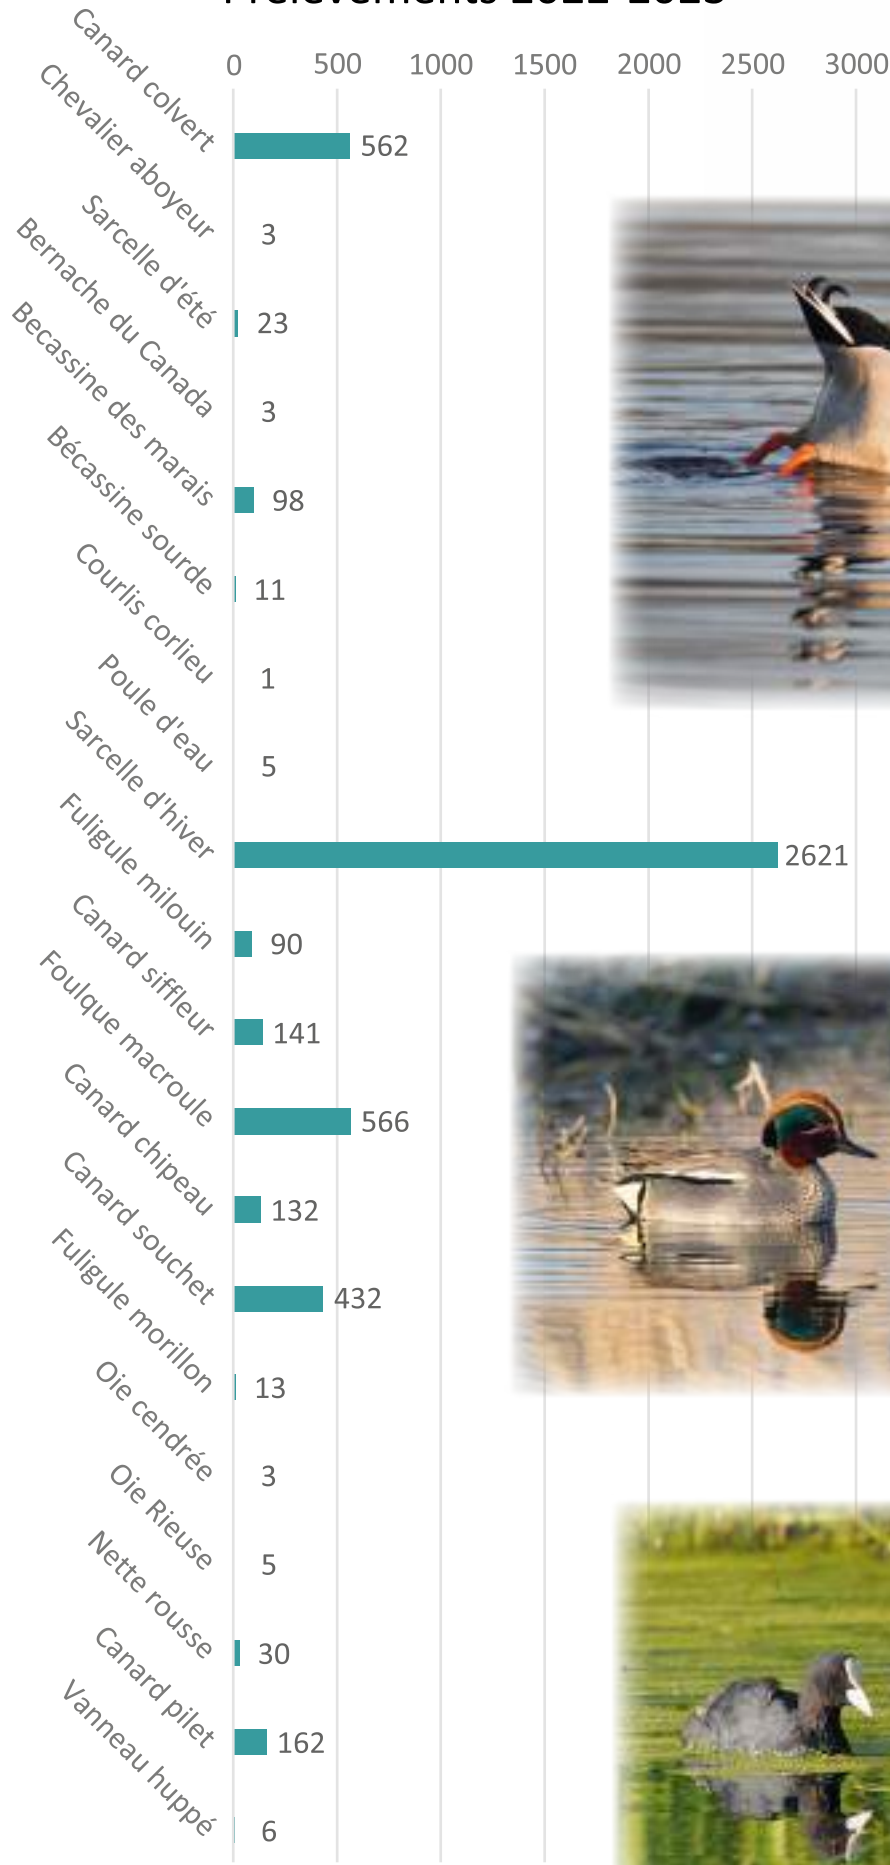 Prélèvements 2022-2023
0 500 1000 1500 2000 2500 3000
Canard colvert 562
Chevalier aboyeur 3
Sarcelle d'été 23
Bernache du Canada 3
Becassine des marais 98
Bécassine sourde 11
Courlis corlieu 1
Poule d'eau 5
Sarcelle d'hiver 2621
Fuligule milouin 90
Canard siffleur 141
Foulque macroule 566
Canard chipeau 132
Canard souchet 432
Fuligule morillon 13
Oie cendrée 3
Oie Rieuse 5
Nette rousse 30
Canard pilet 162
Vanneau huppé 6